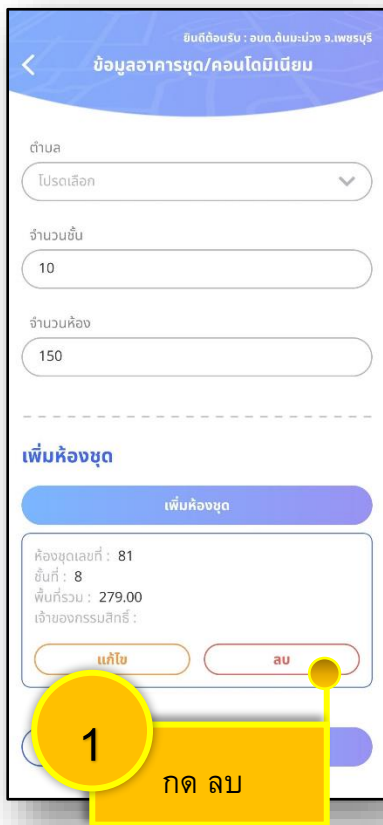 ยินดีต้อนรับ : อบต.ต้นมะม่วง จ.เพชรบุรี
ข้อมูลอาคารชุด/คอนโดมิเนียม
ตำบล
โปรดเลือก
จำนวนชั้น
10
จำนวนห้อง
150
เพิ่มห้องชุด
เพิ่มห้องชุด
ห้องชุดเลขที่ : 81
ชั้นที่ : 8
พื้นที่รวม : 279.00
เจ้าของกรรมสิทธิ์ :
แก้ไข ลบ
1
กด ลบ